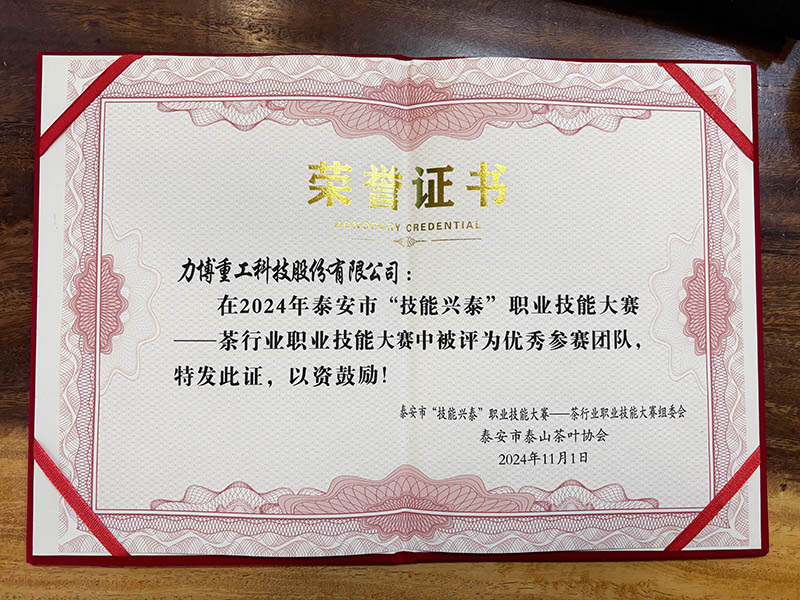 荣誉证书
HONORARY CREDENTIAL
力博重工科技股份有限公司：
在2024年泰安市“技能兴泰”职业技能大赛
——茶行业职业技能大赛中被评为优秀参赛团队，
特发此证，以资鼓励！
泰安市“技能兴泰”职业技能大赛——茶行业职业技能大赛组委会
泰安市泰山茶叶协会
2024年11月1日